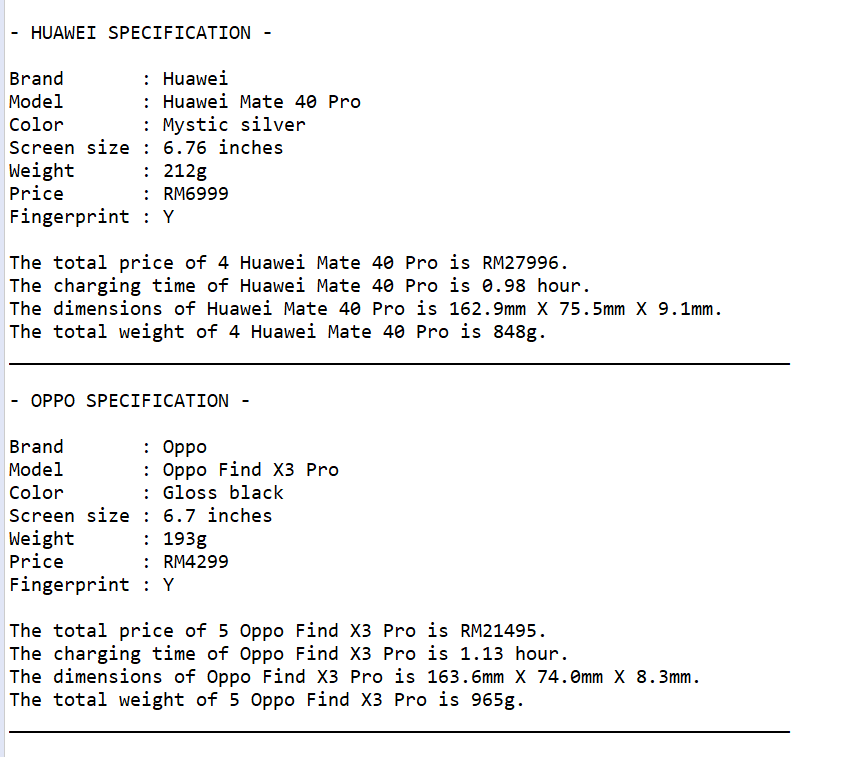 - HUAWEI SPECIFICATION -
Brand : Huawei
Model : Huawei Mate 40 Pro
Color : Mystic silver
Screen size : 6.76 inches
Weight : 212g
Price : RM6999
Fingerprint : Y
The total price of 4 Huawei Mate 40 Pro is RM27996.
The charging time of Huawei Mate 40 Pro is 0.98 hour.
The dimensions of Huawei Mate 40 Pro is 162.9mm X 75.5mm X 9.1mm.
The total weight of 4 Huawei Mate 40 Pro is 848g.
- OPPO SPECIFICATION -
Brand : Oppo
Model : Oppo Find X3 Pro
Color : Gloss black
Screen size : 6.7 inches
Weight : 193g
Price : RM4299
Fingerprint : Y
The total price of 5 Oppo Find X3 Pro is RM21495.
The charging time of Oppo Find X3 Pro is 1.13 hour.
The dimensions of Oppo Find X3 Pro is 163.6mm X 74.0mm X 8.3mm.
The total weight of 5 Oppo Find X3 Pro is 965g.